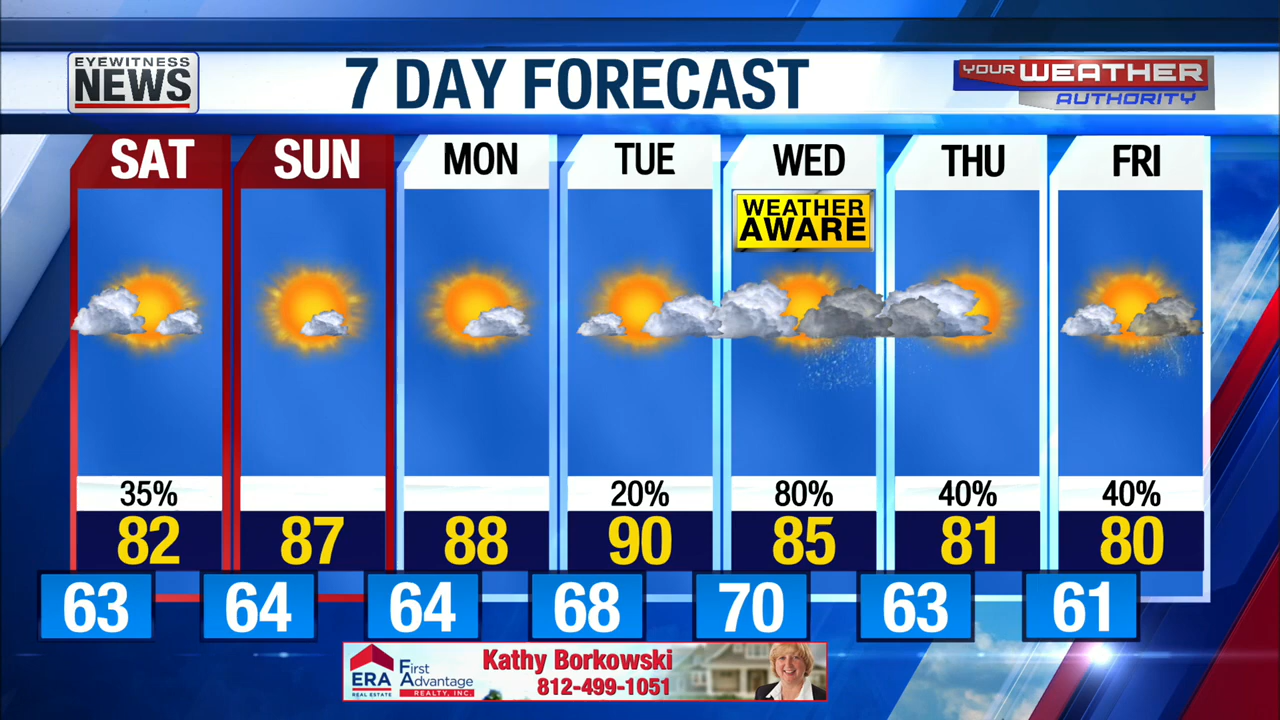 EYEWITNESS
NEWS
7 DAY FORECAST
YOUR WEATHER
AUTHORITY
SAT
SUN
MON
TUE
WED
THU
FRI
WEATHER
AWARE
35%
20%
80%
40%
40%
82
87
88
90
85
81
80
63
64
64
68
70
63
61
ERA
REAL ESTATE
First
Advantage
REALTY, INC.
Kathy Borkowski
812-499-1051